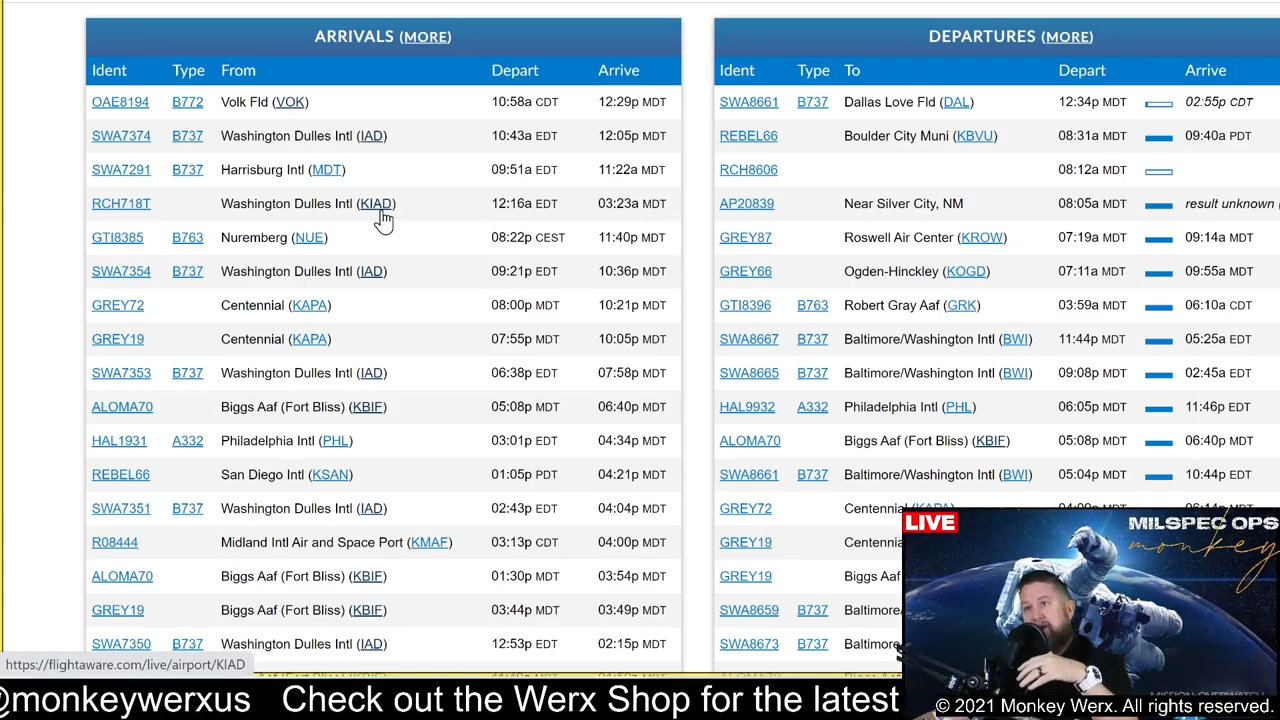 ARRIVALS (MORE)
Ident Type From Depart Arrive
OAE8194 B772 Volk Fld (VOK) 10:58a CDT 12:29p MDT
SWA7374 B737 Washington Dulles Intl (IAD) 10:43a EDT 12:05p MDT
SWA7291 B737 Harrisburg Intl (MDT) 09:51a EDT 11:22a MDT
RCH718T Washington Dulles Intl (KIAD) 12:16a EDT 03:23a MDT
GTI8385 B763 Nuremberg (NUE) 08:22p CEST 11:40p MDT
SWA7354 B737 Washington Dulles Intl (IAD) 09:21p EDT 10:36p MDT
GREY72 Centennial (KAPA) 08:00p MDT 10:21p MDT
GREY19 Centennial (KAPA) 07:55p MDT 10:05p MDT
SWA7353 B737 Washington Dulles Intl (IAD) 06:38p EDT 07:58p MDT
ALOMA70 Biggs Aaf (Fort Bliss) (KBIF) 05:08p MDT 06:40p MDT
HAL1931 A332 Philadelphia Intl (PHL) 03:01p EDT 04:34p MDT
REBEL66 San Diego Intl (KSAN) 01:05p PDT 04:21p MDT
SWA7351 B737 Washington Dulles Intl (IAD) 02:43p EDT 04:04p MDT
R08444 Midland Intl Air and Space Port (KMAF) 03:13p CDT 04:00p MDT
ALOMA70 Biggs Aaf (Fort Bliss) (KBIF) 01:30p MDT 03:54p MDT
GREY19 Biggs Aaf (Fort Bliss) (KBIF) 03:44p MDT 03:49p MDT
SWA7350 B737 Washington Dulles Intl (IAD) 12:53p EDT 02:15p MDT
DEPARTURES (MORE)
Ident Type To Depart Arrive
SWA8661 B737 Dallas Love Fld (DAL) 12:34p MDT 02:55p CDT
REBEL66 Boulder City Muni (KBVU) 08:31a MDT 09:40a PDT
RCH8606 08:12a MDT
AP20839 Near Silver City, NM 08:05a MDT result unknown (
GREY87 Roswell Air Center (KROW) 07:19a MDT 09:14a MDT
GREY66 Ogden-Hinckley (KOGD) 07:11a MDT 09:55a MDT
GTI8396 B763 Robert Gray Aaf (GRK) 03:59a MDT 06:10a CDT
SWA8667 B737 Baltimore/Washington Intl (BWI) 11:44p MDT 05:25a EDT
SWA8665 B737 Baltimore/Washington Intl (BWI) 09:08p MDT 02:45a EDT
HAL9932 A332 Philadelphia Intl (PHL) 06:05p MDT 11:46p EDT
ALOMA70 Biggs Aaf (Fort Bliss) (KBIF) 05:08p MDT 06:40p MDT
SWA8661 B737 Baltimore/Washington Intl (BWI) 05:04p MDT 10:44p EDT
GREY72 Centennial
GREY19 Centennia
GREY19 Biggs Aaf
SWA8659 B737 Baltimore
SWA8673 B737 Baltimore
LIVE
MILSPEC OPS
monkey
https://flightaware.com/live/airport/KIAD
MISSION: OVERWATCH
@monkeywerxus Check out the Werx Shop for the latest
© 2021 Monkey Werx. All rights reserved.